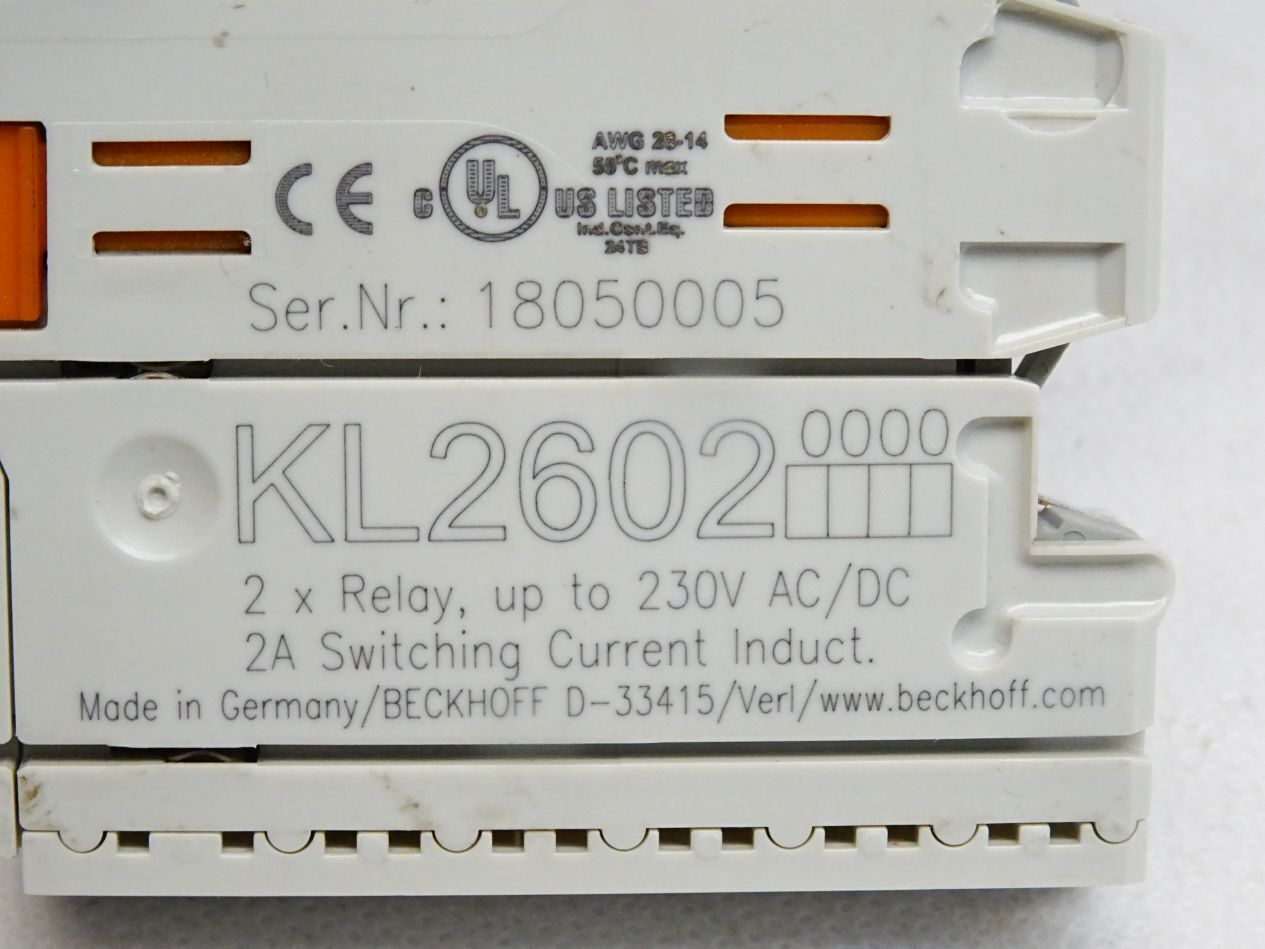 AWG 28-14
55°C max
CE C UL US LISTED
Ind.Cont.Eq.
24TB
Ser.Nr.: 18050005
KL2602 0000
2 x Relay, up to 230V AC/DC
2A Switching Current Induct.
Made in Germany/BECKHOFF D-33415/Verl/www.beckhoff.com